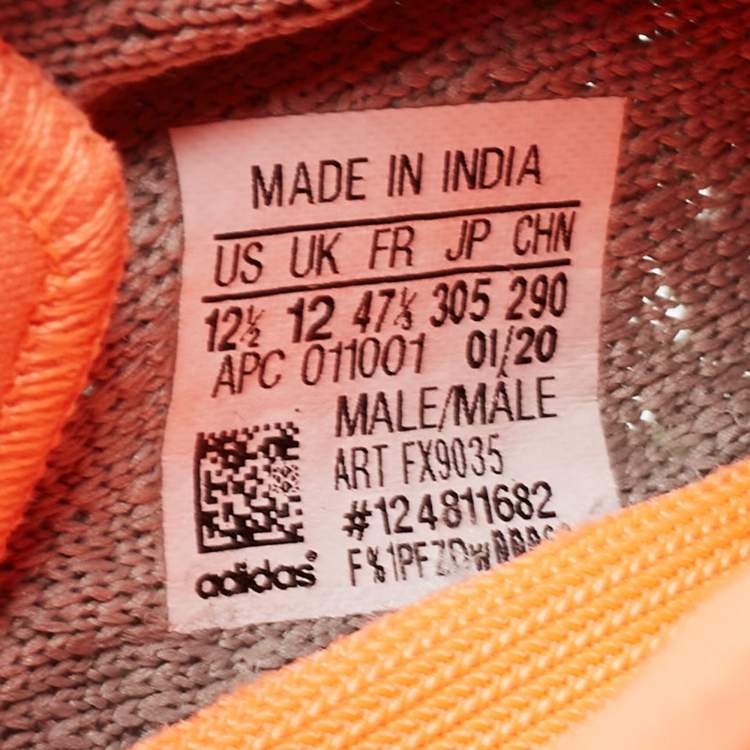 MADE IN INDIA
US UK FR JP CHN
12½ 12 47⅓ 305 290
APC 011001 01/20
MALE/MÂLE
ART FX9035
#124811682
adidas®